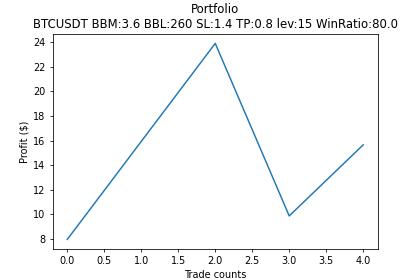 Portfolio
BTCUSDT BBM:3.6 BBL:260 SL:1.4 TP:0.8 lev:15 WinRatio:80.0
24
22
20
18
16
14
12
10
8
Profit ($)
0.0 0.5 1.0 1.5 2.0 2.5 3.0 3.5 4.0
Trade counts